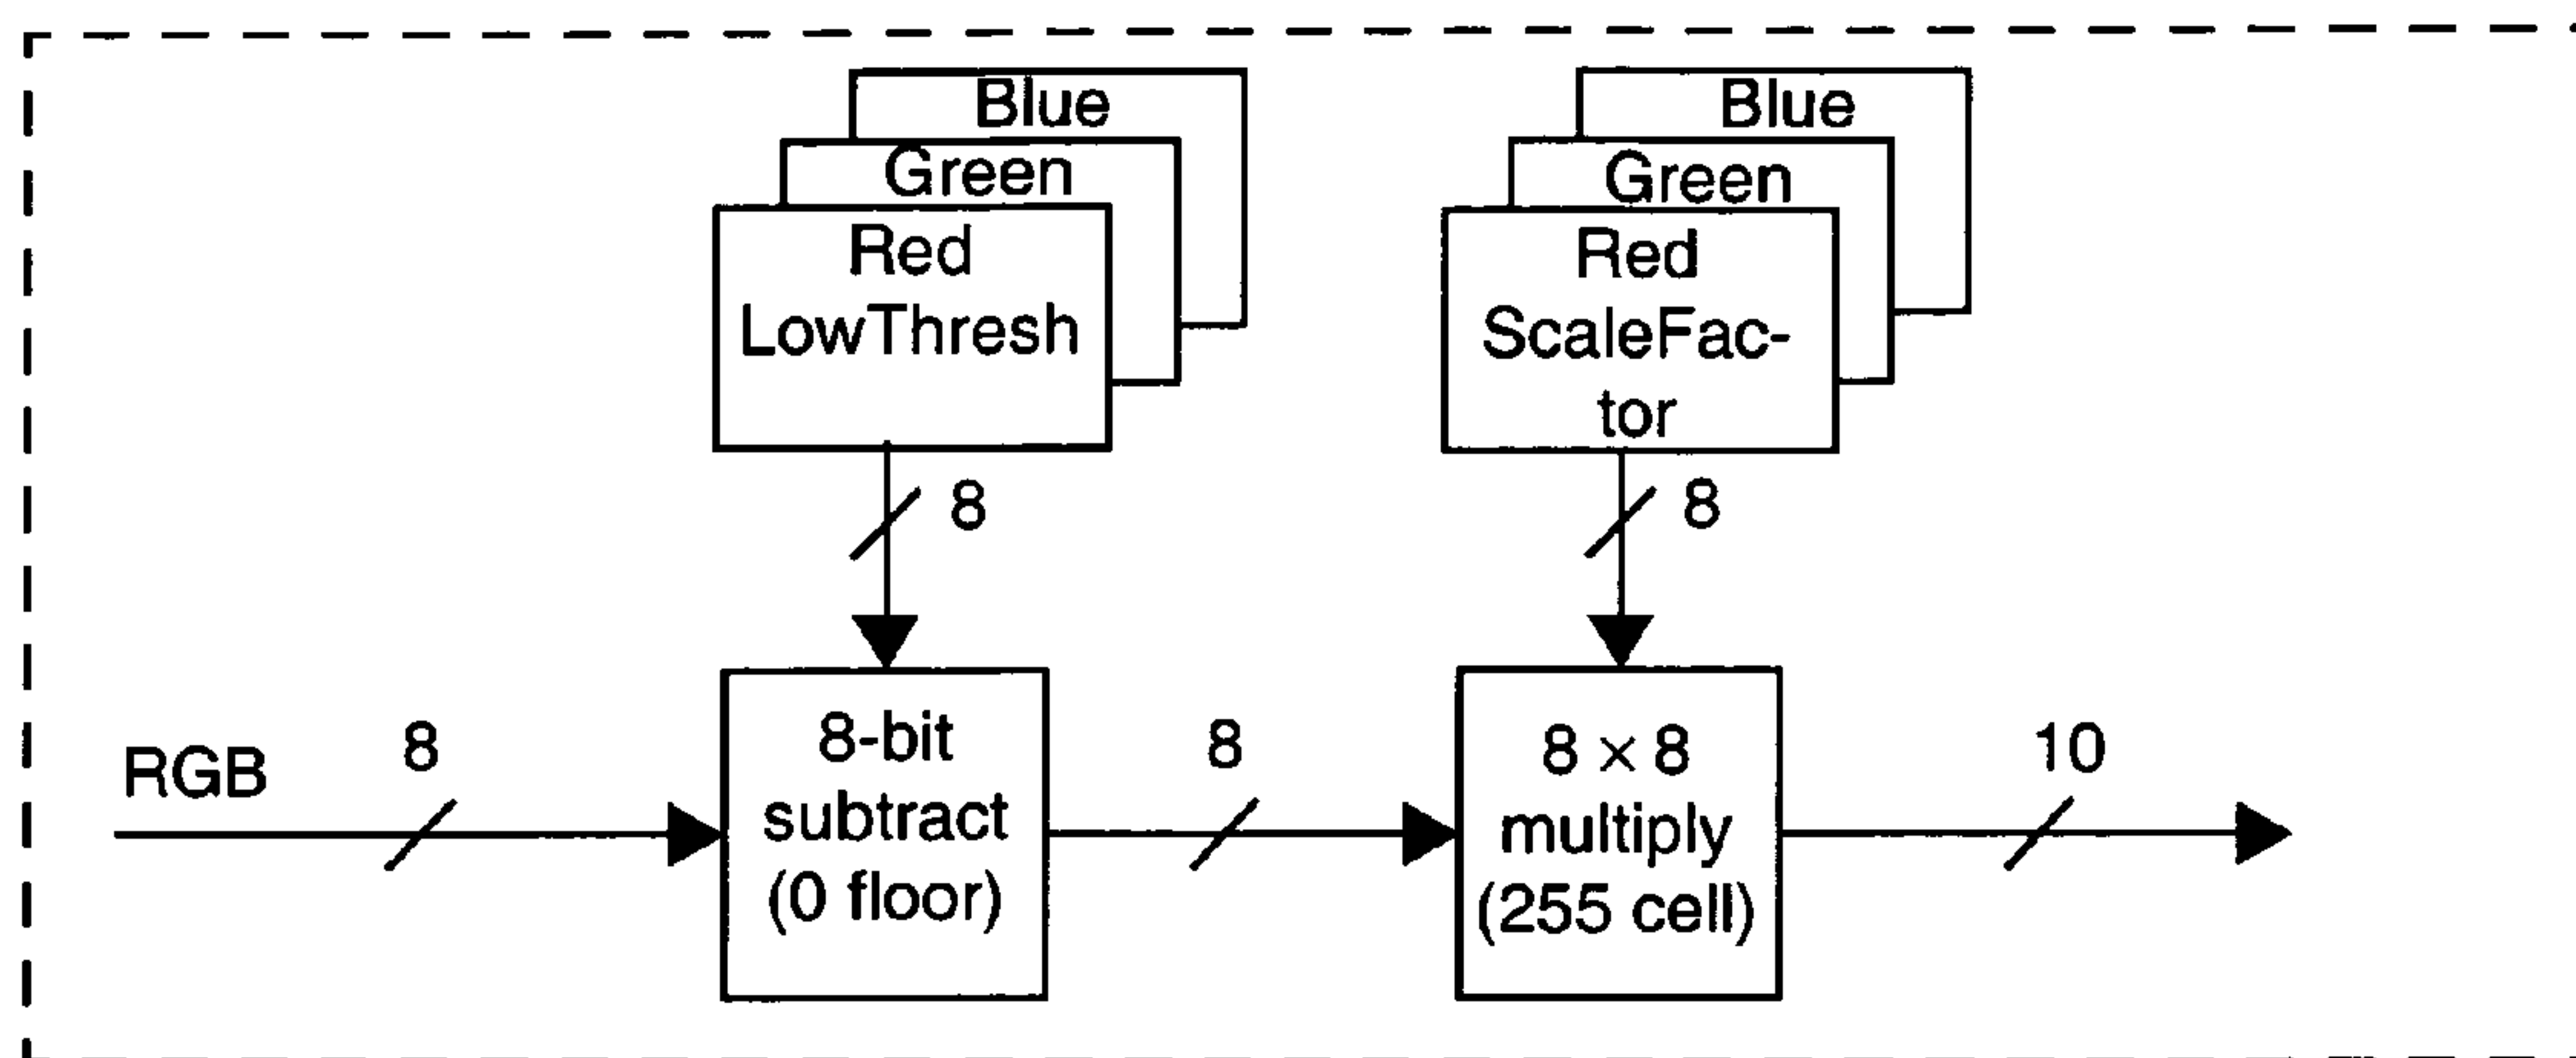 Blue
Green
Red
LowThresh
Blue
Green
Red
ScaleFac-
tor
8
8
RGB
8
8-bit
subtract
(0 floor)
8
8 × 8
multiply
(255 cell)
10